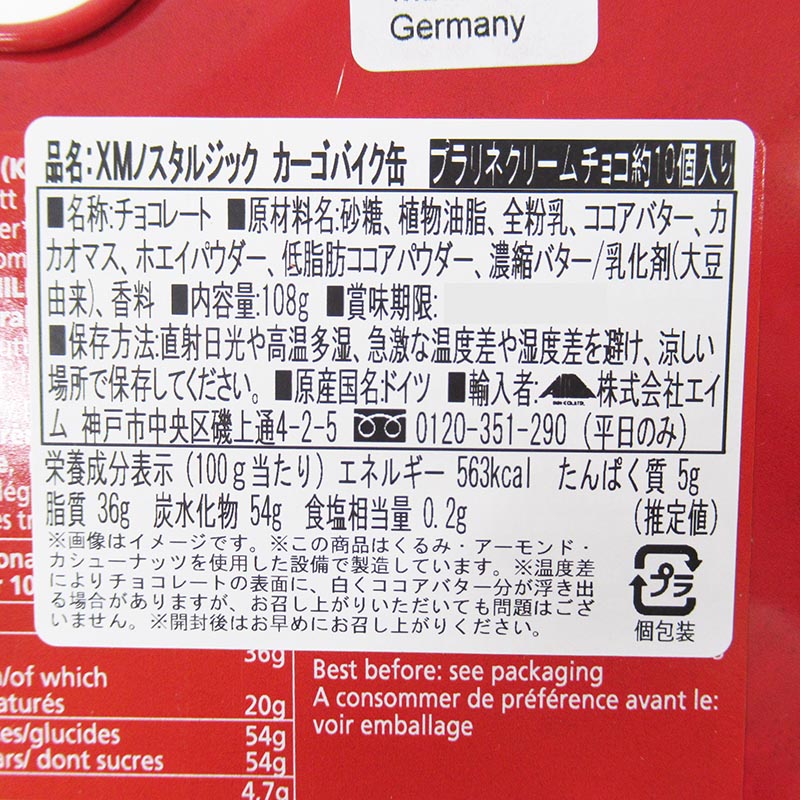 Germany
品名:XMノスタルジック カーゴバイク缶 プラリネクリームチョコ約10個入り
■名称:チョコレート ■原材料名:砂糖、植物油脂、全粉乳、ココアバター、カ
カオマス、ホエイパウダー、低脂肪ココアパウダー、濃縮バター/乳化剤(大豆
由来)、香料 ■内容量:108g ■賞味期限:
■保存方法:直射日光や高温多湿、急激な温度差や湿度差を避け、涼しい
場所で保存してください。 ■原産国名:ドイツ ■輸入者: 株式会社エイ
ム 神戸市中央区磯上通4-2-5 0120-351-290 (平日のみ)
栄養成分表示 (100g当たり) エネルギー 563kcal たんぱく質 5g
脂質 36g 炭水化物 54g 食塩相当量 0.2g (推定値)
※画像はイメージです。※この商品はくるみ・アーモンド・
カシューナッツを使用した設備で製造しています。※温度差
によりチョコレートの表面に、白くココアバター分が浮き出
る場合がありますが、お召し上がりいただいても問題はござ
いません。※開封後はお早めにお召し上がりください。
プラ
個包装
36g
/of which
aturés 20g
es/glucides 54g
ars/ dont sucres 54g
4,7g
Best before: see packaging
A consommer de préférence avant le:
voir emballage